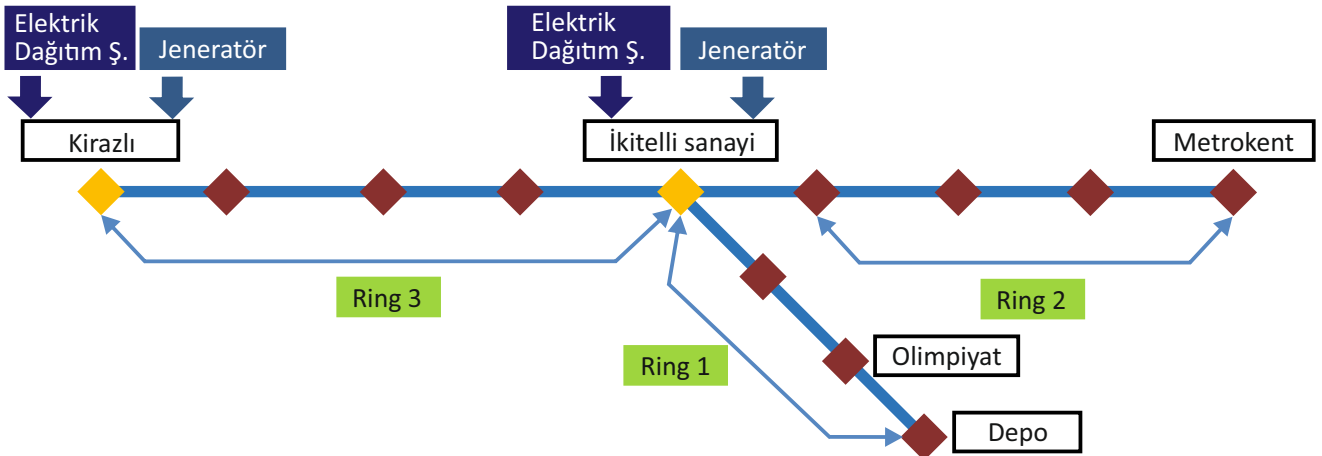 Elektrik
Dağıtım Ş.
Jeneratör
Elektrik
Dağıtım Ş.
Jeneratör
Kirazlı
İkitelli sanayi
Metrokent
Ring 3
Ring 2
Ring 1
Olimpiyat
Depo